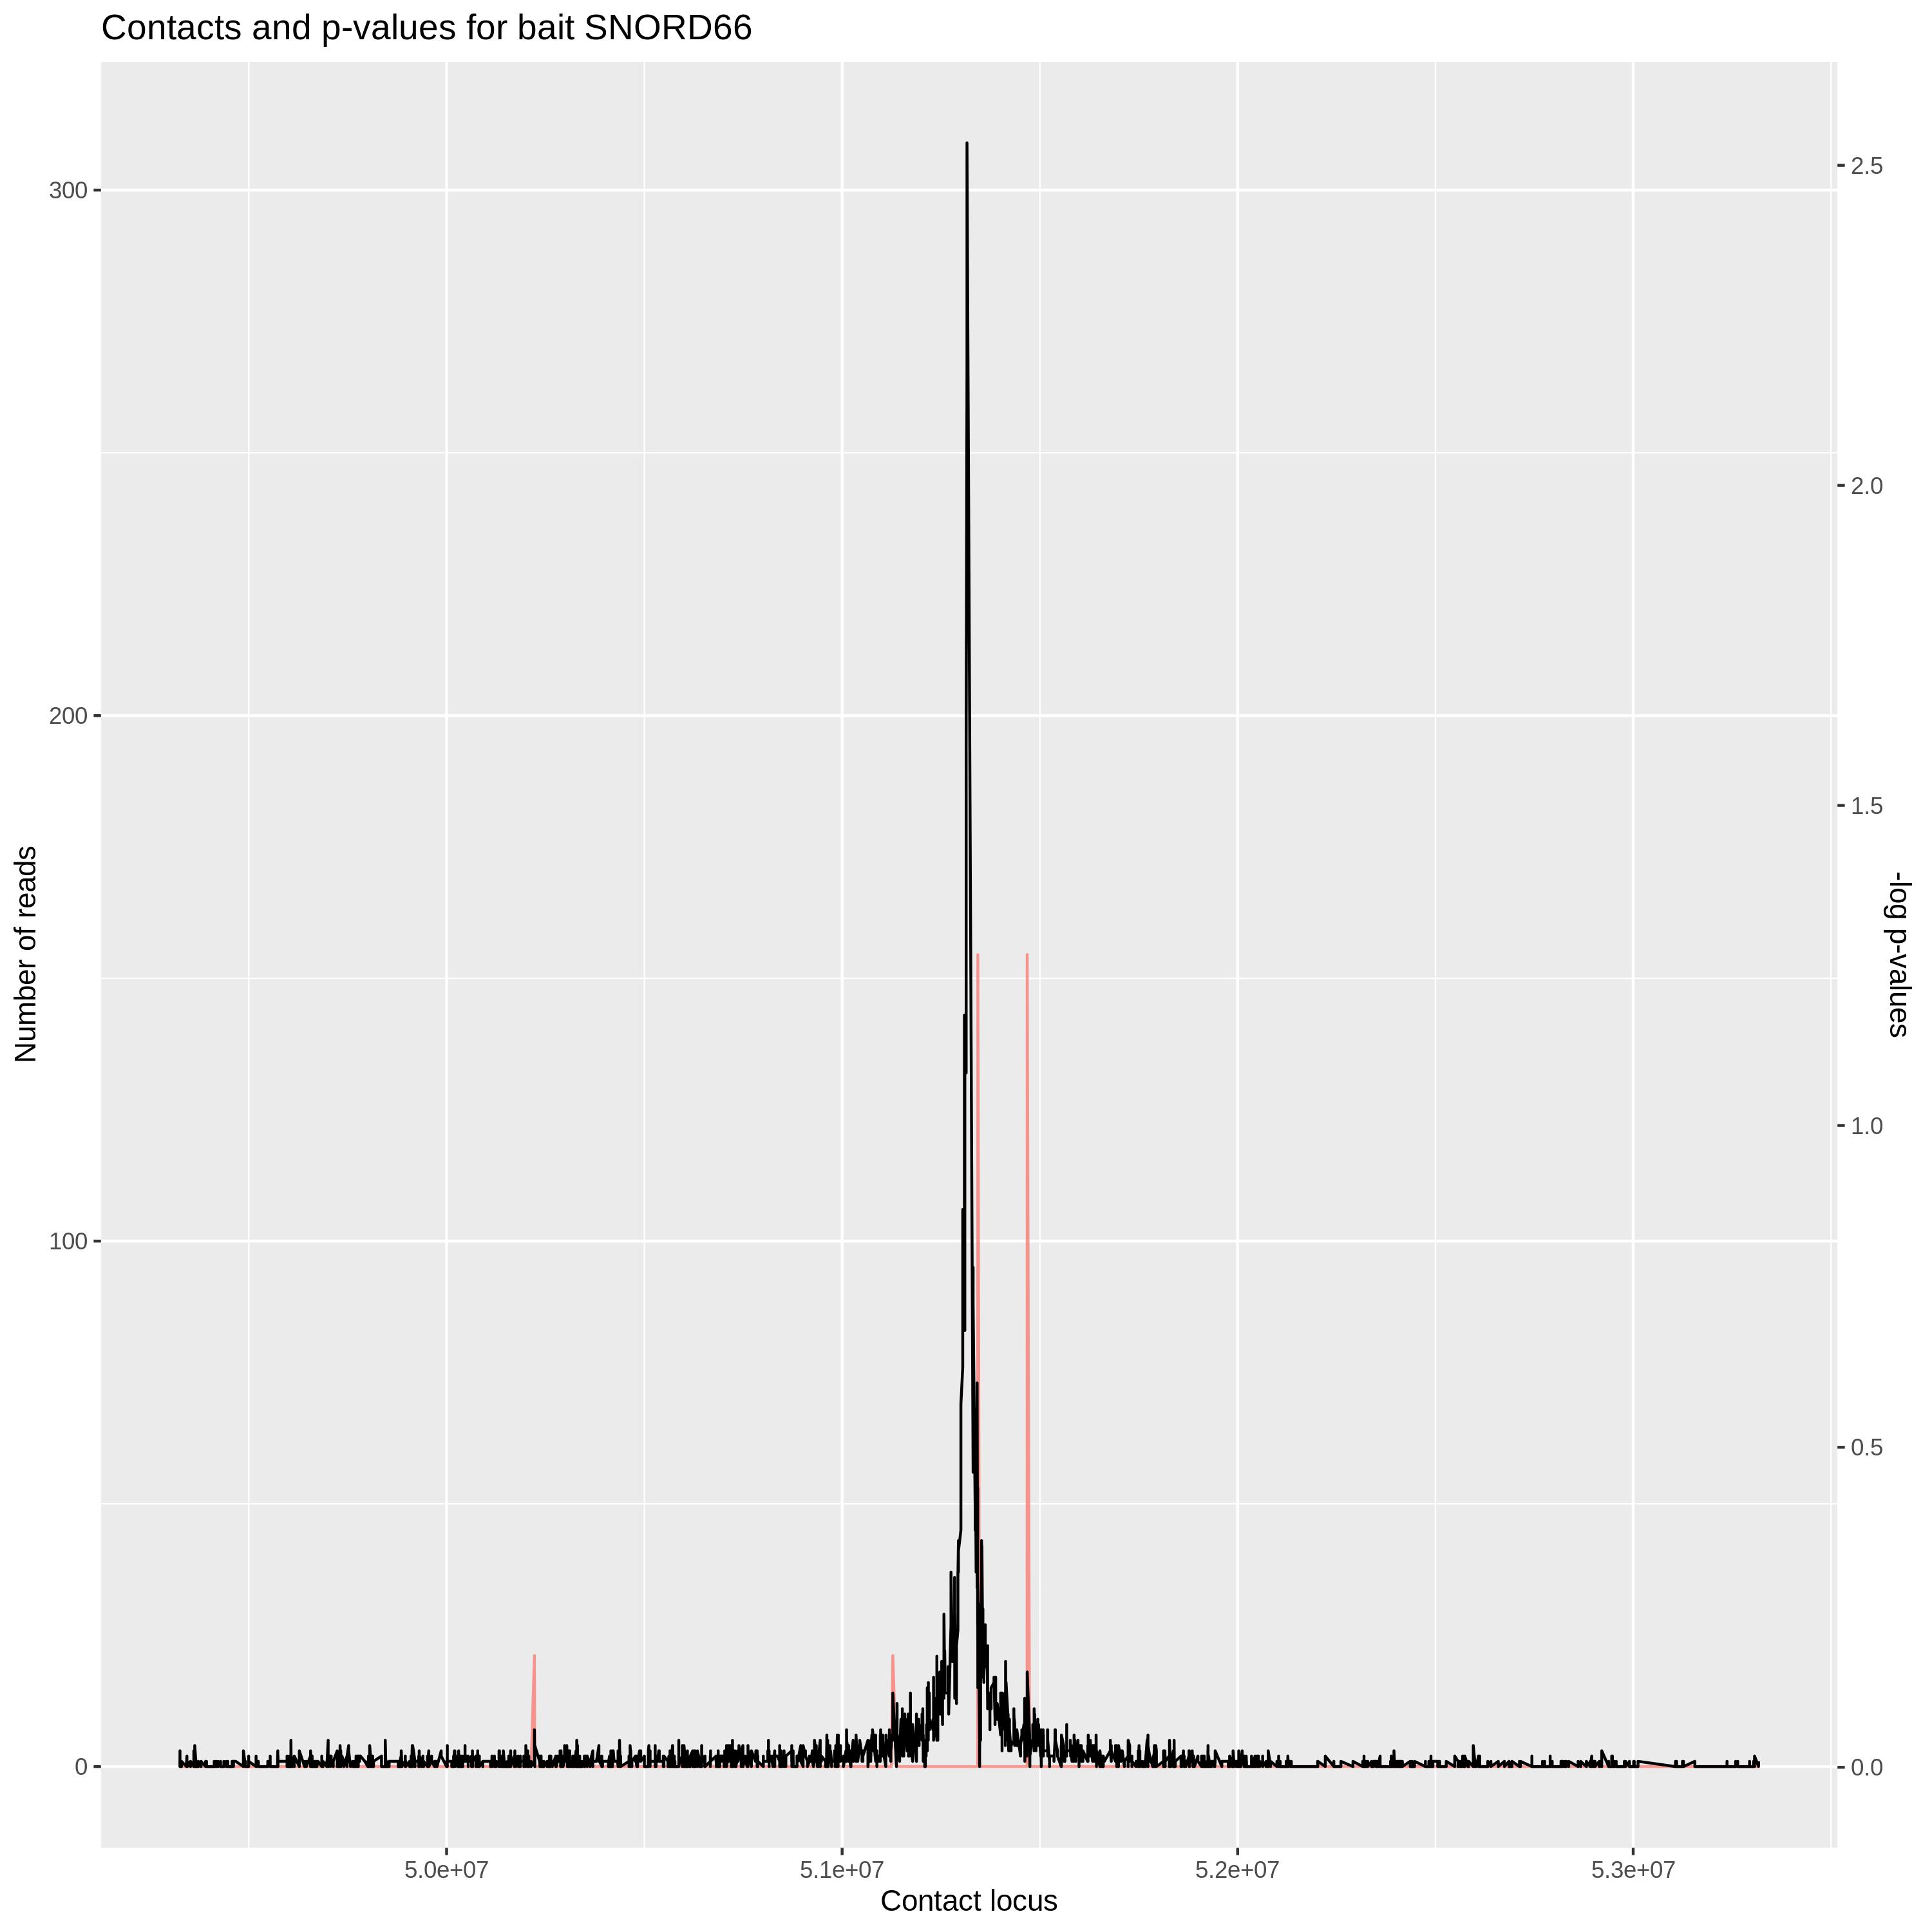 Contacts and p-values for bait SNORD66
300
200
100
0
Number of reads
2.5
2.0
1.5
1.0
0.5
0.0
-log p-values
5.0e+07
5.1e+07
5.2e+07
5.3e+07
Contact locus